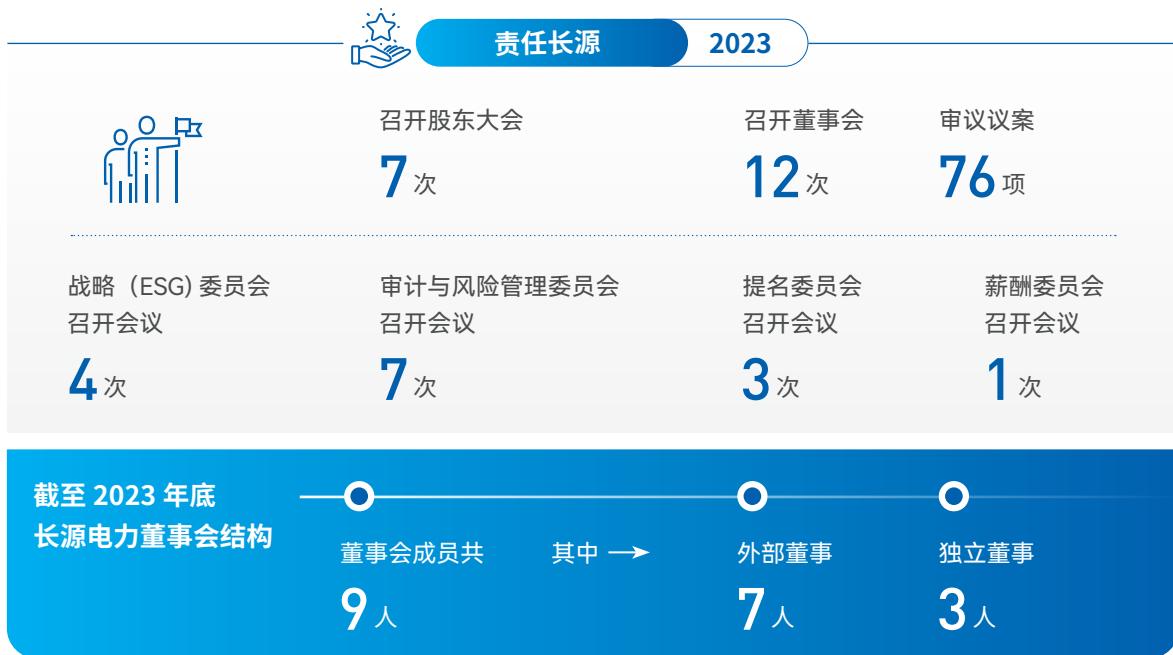 责任长源 2023
召开股东大会 召开董事会 审议议案
7 次 12 次 76 项
战略（ESG) 委员会 审计与风险管理委员会 提名委员会 薪酬委员会
召开会议 召开会议 召开会议 召开会议
4 次 7 次 3 次 1 次
截至 2023 年底
长源电力董事会结构
董事会成员共 其中 外部董事 独立董事
9 人 7 人 3 人